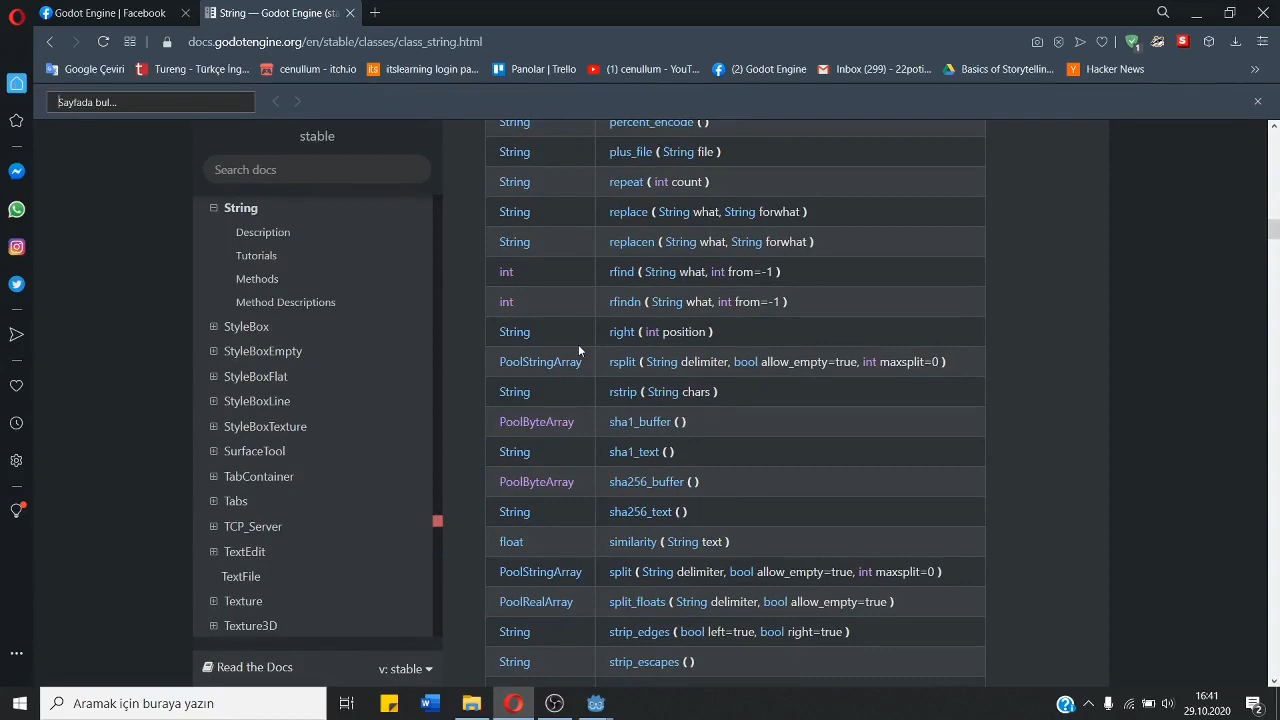 Godot Engine | Facebook
String — Godot Engine (sta
docs.godotengine.org/en/stable/classes/class_string.html
Google Çeviri
Tureng - Türkçe İng...
cenullum - itch.io
itslearning login pa...
Panolar | Trello
(1) cenullum - YouT...
(2) Godot Engine
Inbox (299) - 22poti...
Basics of Storytellin...
Hacker News
Sayfada bul...
stable
Search docs
String
Description
Tutorials
Methods
Method Descriptions
StyleBox
StyleBoxEmpty
StyleBoxFlat
StyleBoxLine
StyleBoxTexture
SurfaceTool
TabContainer
Tabs
TCP_Server
TextEdit
TextFile
Texture
Texture3D
Read the Docs
v: stable
String percent_encode ( )
String plus_file ( String file )
String repeat ( int count )
String replace ( String what, String forwhat )
String replacen ( String what, String forwhat )
int rfind ( String what, int from=-1 )
int rfindn ( String what, int from=-1 )
String right ( int position )
PoolStringArray rsplit ( String delimiter, bool allow_empty=true, int maxsplit=0 )
String rstrip ( String chars )
PoolByteArray sha1_buffer ( )
String sha1_text ( )
PoolByteArray sha256_buffer ( )
String sha256_text ( )
float similarity ( String text )
PoolStringArray split ( String delimiter, bool allow_empty=true, int maxsplit=0 )
PoolRealArray split_floats ( String delimiter, bool allow_empty=true )
String strip_edges ( bool left=true, bool right=true )
String strip_escapes ( )
Aramak için buraya yazın
16:41
29.10.2020